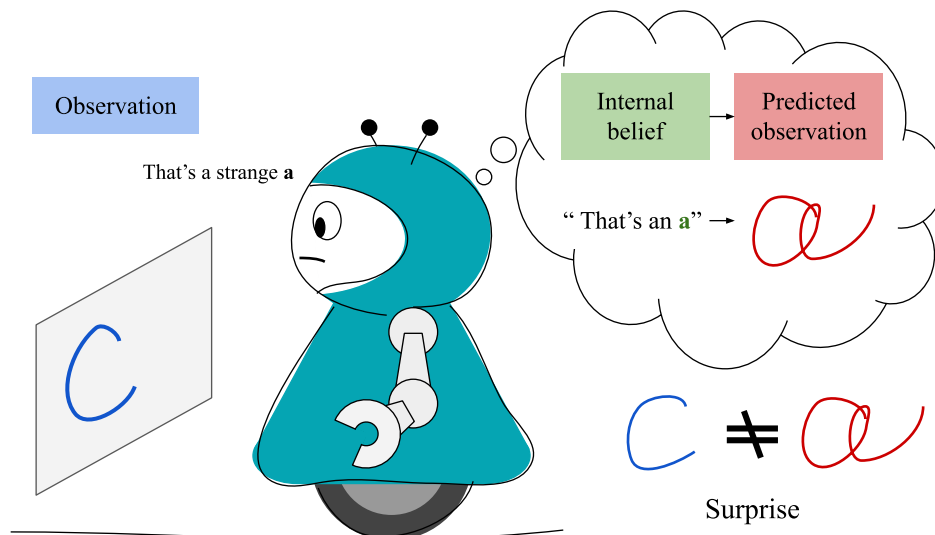 Observation
Internal
belief
Predicted
observation
That's a strange a
“ That's an a”
a
C
C ≠ a
Surprise